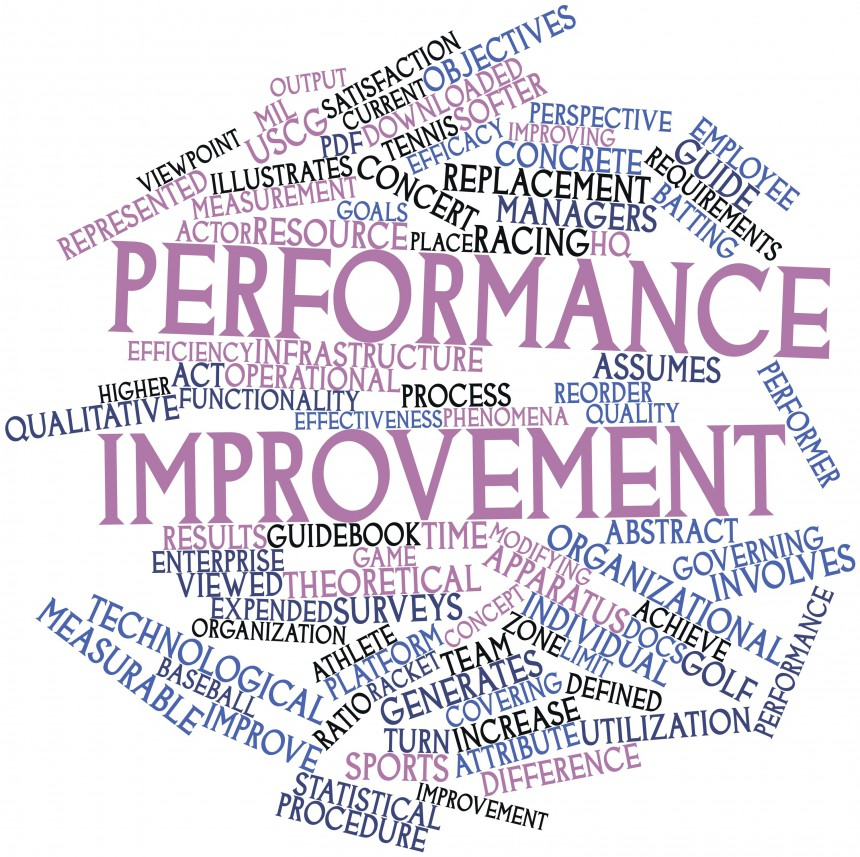 OBJECTIVES
SATISFACTION
OUTPUT
CURRENT
DOWNLOADED
MIL
USCG
SOFTER
PERSPECTIVE
EMPLOYEE
PDF
TENNIS
IMPROVING
EFFICACY
CONCRETE
GUIDE
VIEWPOINT
REQUIREMENTS
REPRESENTED
ILLUSTRATES
CONCERT
REPLACEMENT
BATTING
MEASUREMENT
GOALS
MANAGERS
ACTOR
RESOURCE
PLACE
RACING
HQ
PERFORMANCE
EFFICIENCY
INFRASTRUCTURE
ASSUMES
HIGHER
ACT
OPERATIONAL
PROCESS
REORDER
PERFORMER
QUALITATIVE
FUNCTIONALITY
EFFECTIVENESS
PHENOMENA
QUALITY
IMPROVEMENT
RESULTS
GUIDEBOOK
TIME
MODIFYING
ORGANIZATIONAL
ABSTRACT
GOVERNING
INVOLVES
ENTERPRISE
GAME
APPARATUS
VIEWED
THEORETICAL
EXPENDED
SURVEYS
CONCEPT
INDIVIDUAL
ACHIEVE
DOCS
GOLF
PERFORMANCE
ORGANIZATION
ATHLETE
PLATFORM
ZONE
LIMIT
TECHNOLOGICAL
MEASURABLE
BASEBALL
IMPROVE
RATIO
RACKET
TEAM
GENERATES
COVERING
DEFINED
TURN
INCREASE
ATTRIBUTE
UTILIZATION
SPORTS
DIFFERENCE
STATISTICAL
PROCEDURE
IMPROVEMENT